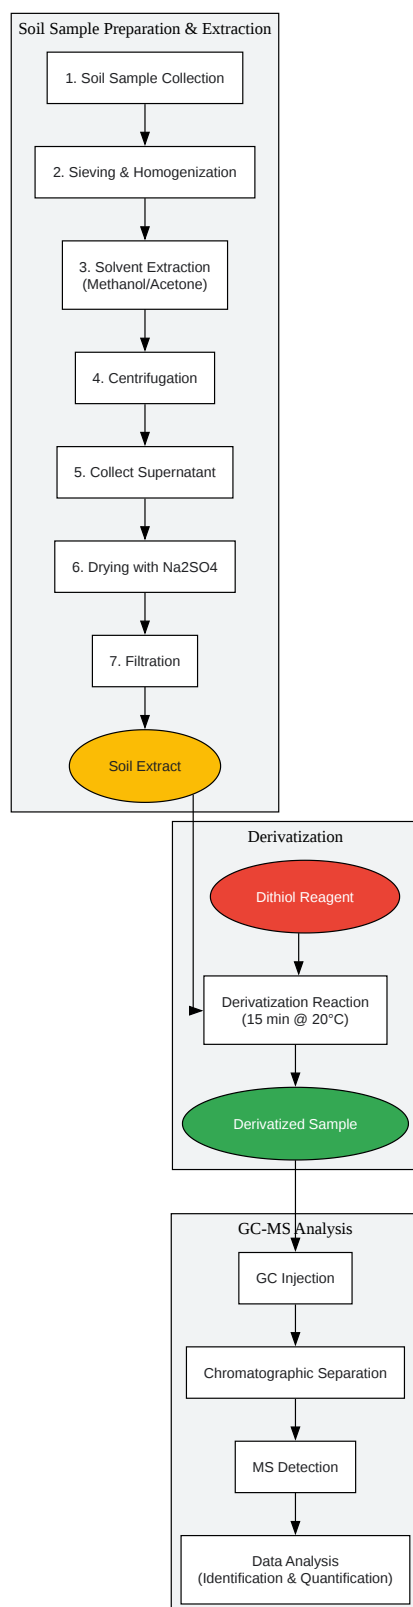 Soil Sample Preparation & Extraction
1. Soil Sample Collection
2. Sieving & Homogenization
3. Solvent Extraction
(Methanol/Acetone)
4. Centrifugation
5. Collect Supernatant
6. Drying with Na2SO4
7. Filtration
Soil Extract
Derivatization
Dithiol Reagent
Derivatization Reaction
(15 min @ 20°C)
Derivatized Sample
GC-MS Analysis
GC Injection
Chromatographic Separation
MS Detection
Data Analysis
(Identification & Quantification)